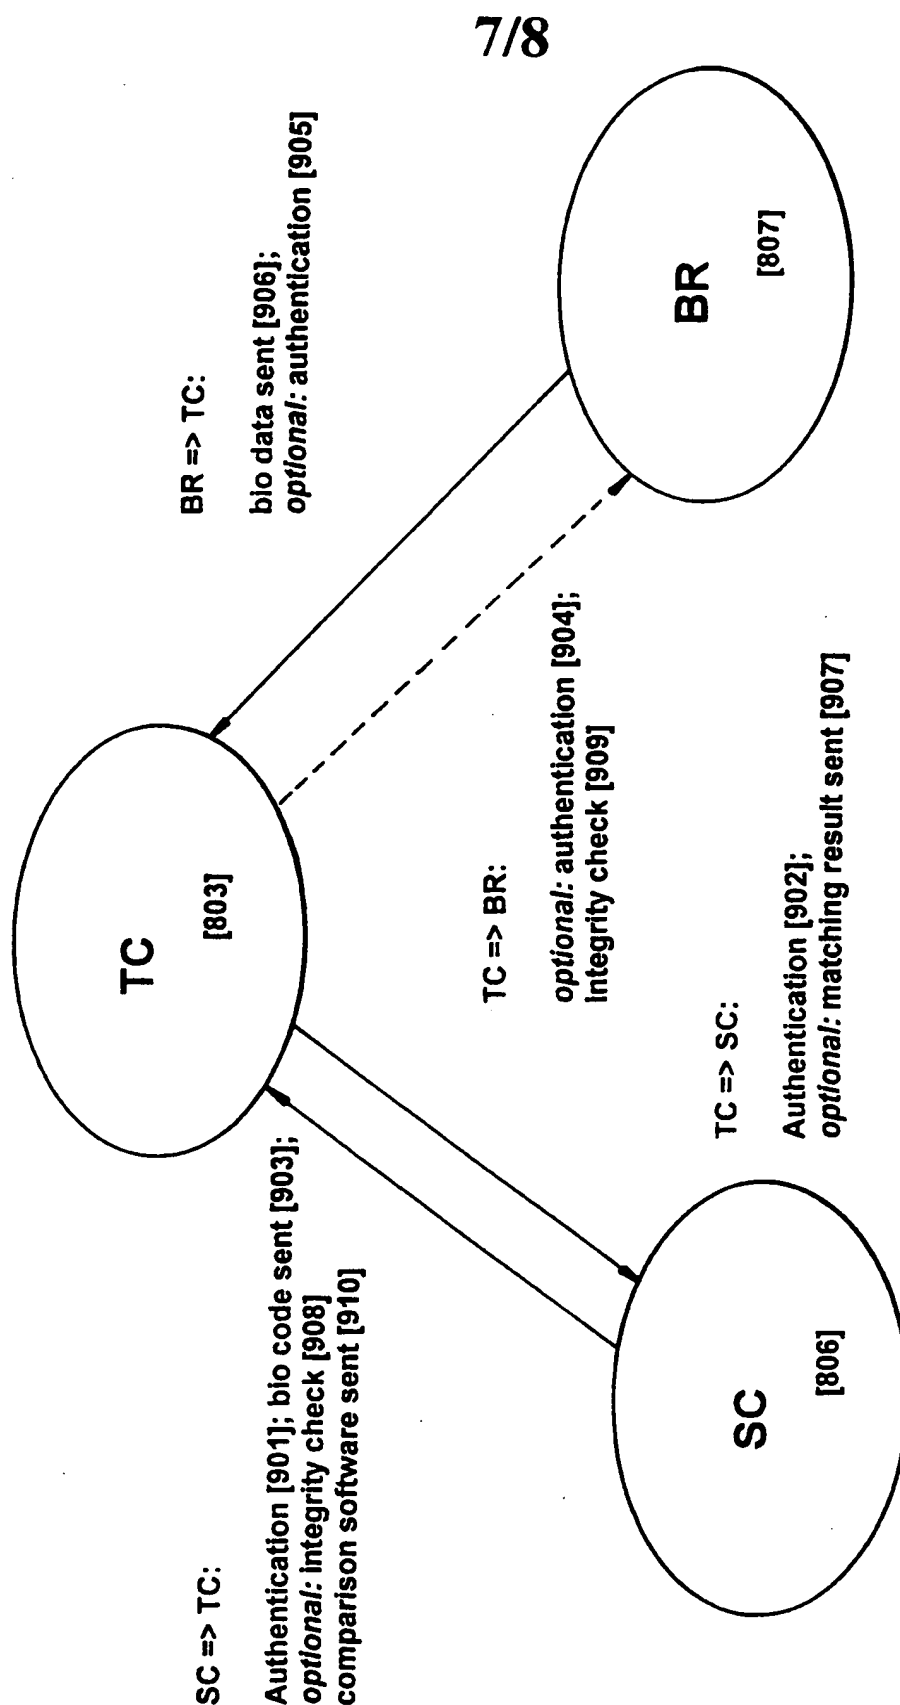 7/8
SC => TC:
Authentication [901]; bio code sent [903];
optional: integrity check [908]
comparison software sent [910]
TC
[803]
BR => TC:
bio data sent [906];
optional: authentication [905]
TC => BR:
optional: authentication [904];
integrity check [909]
TC => SC:
Authentication [902];
optional: matching result sent [907]
SC
[806]
BR
[807]